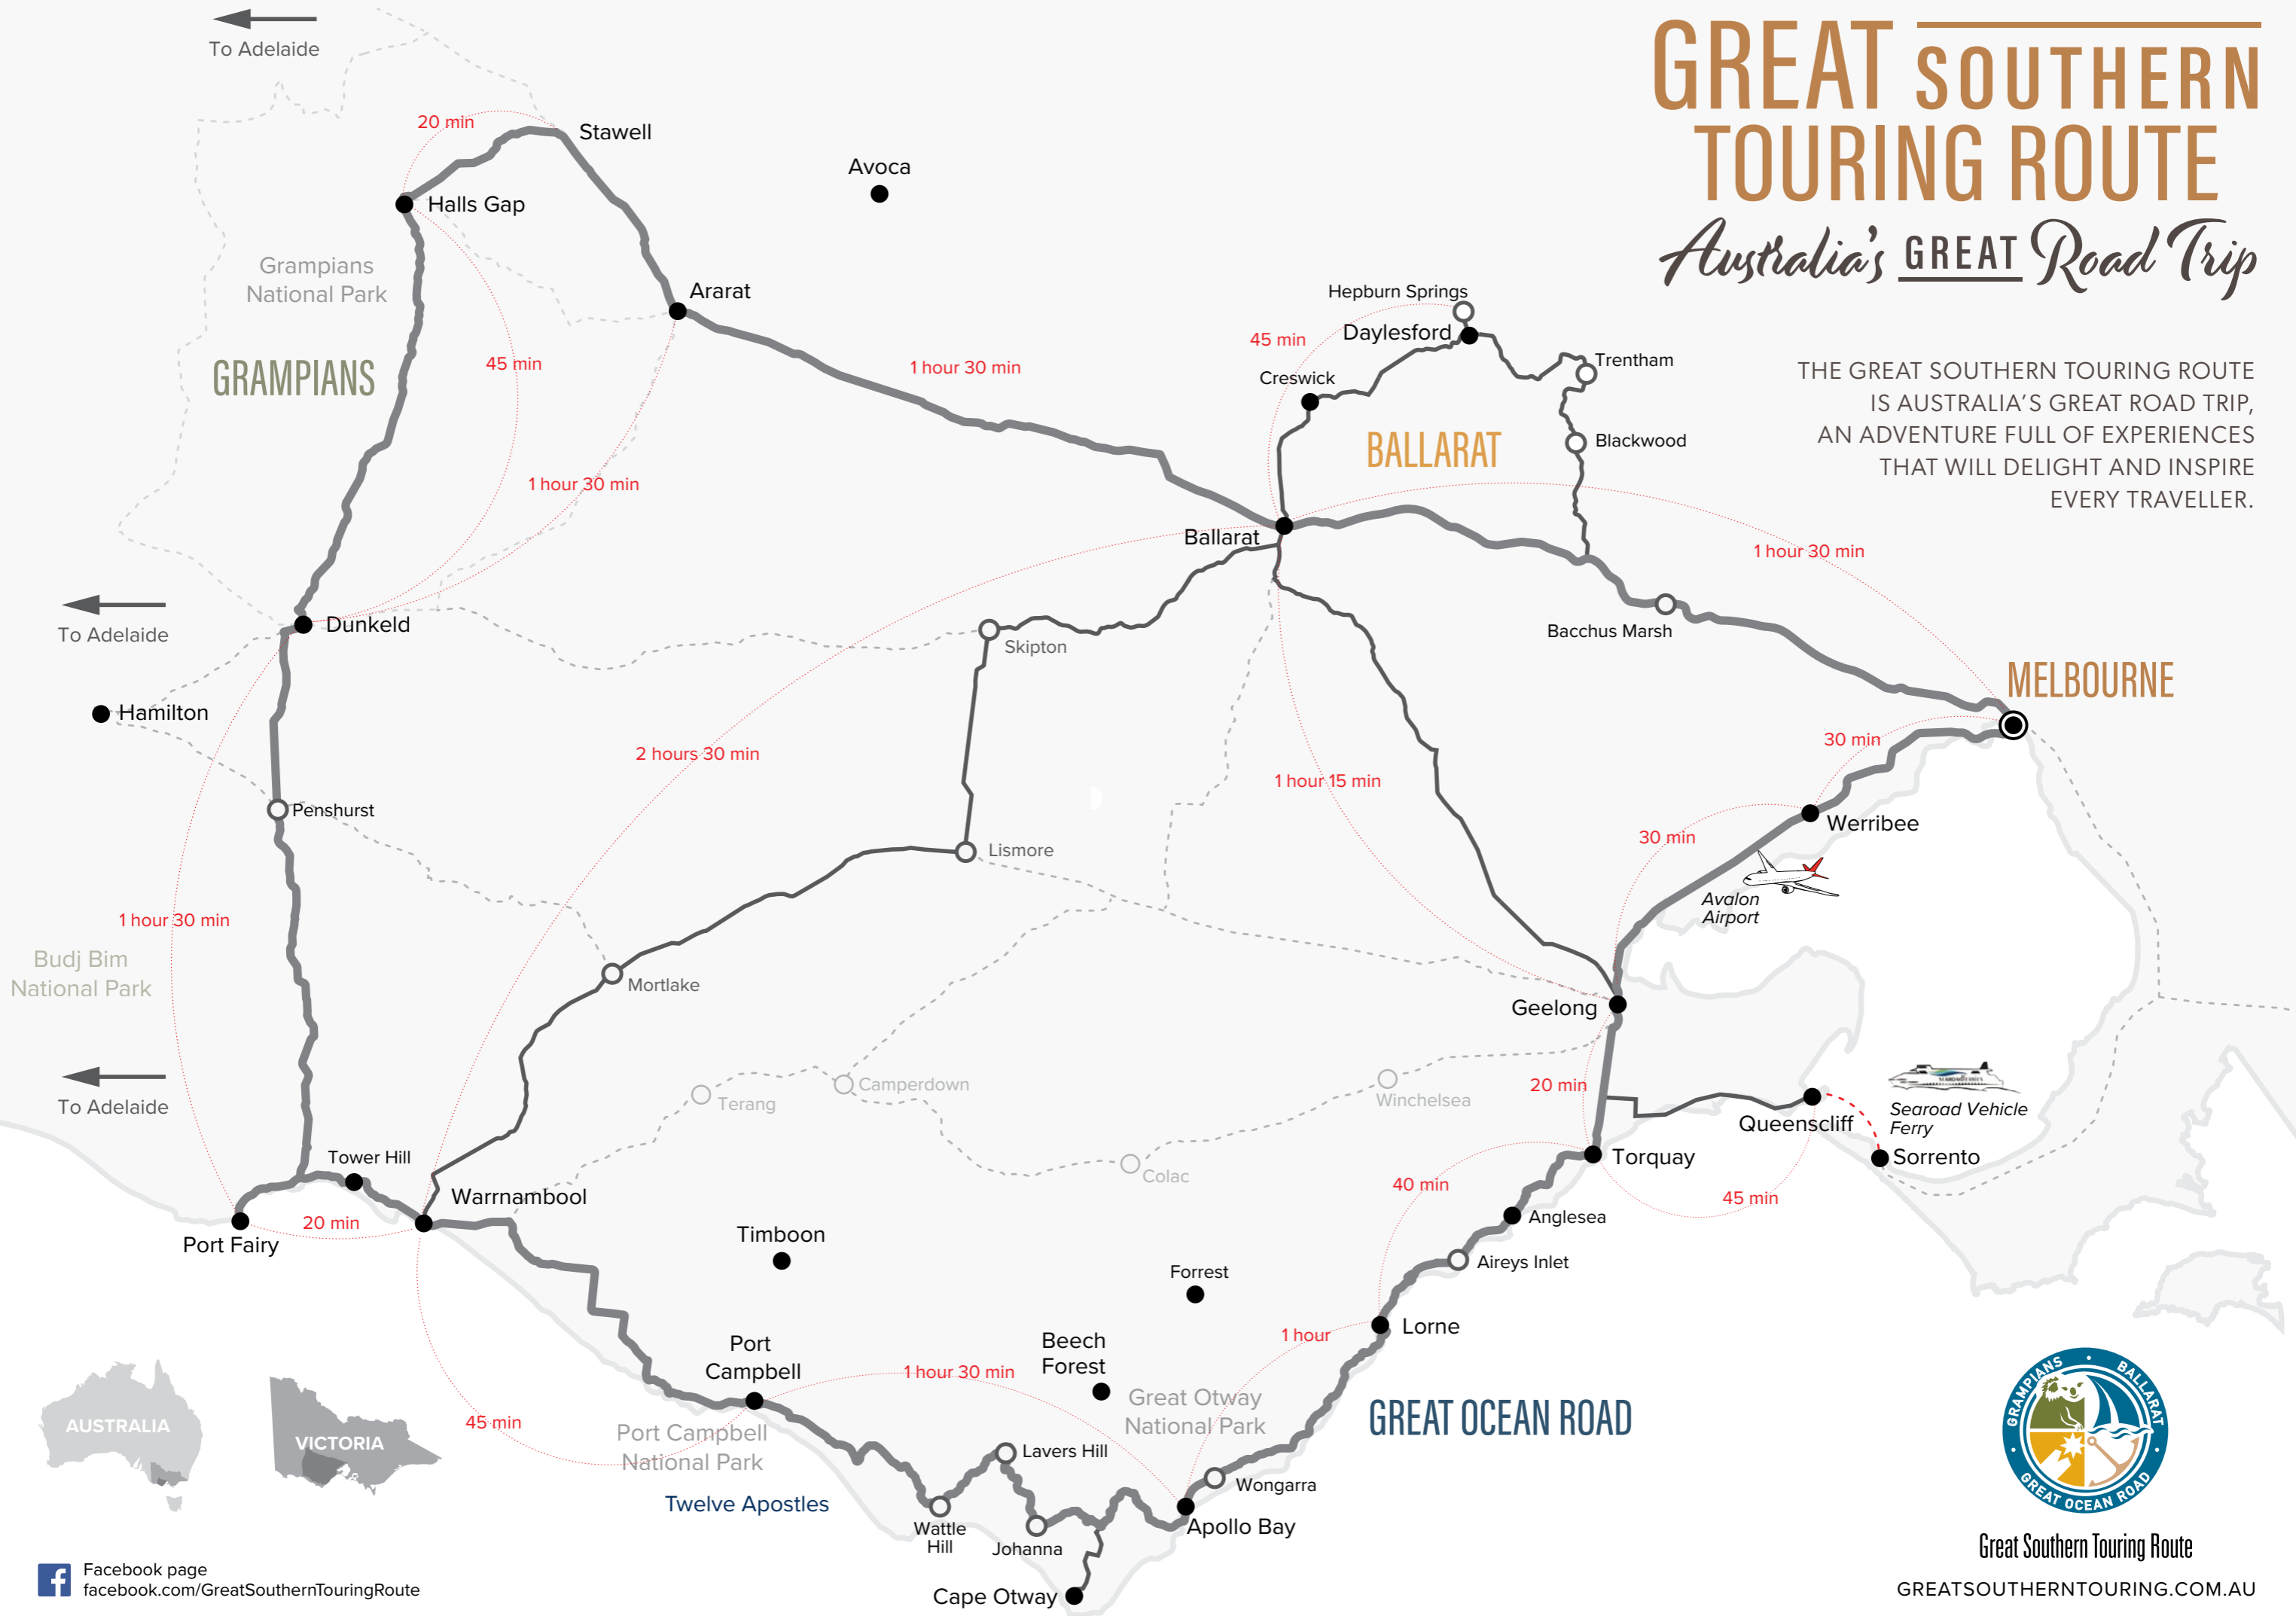 GREAT SOUTHERN
TOURING ROUTE
Australia's GREAT Road Trip
THE GREAT SOUTHERN TOURING ROUTE
IS AUSTRALIA'S GREAT ROAD TRIP,
AN ADVENTURE FULL OF EXPERIENCES
THAT WILL DELIGHT AND INSPIRE
EVERY TRAVELLER.
To Adelaide
20 min
Stawell
Avoca
Halls Gap
Grampians
National Park
Ararat
GRAMPIANS
45 min
1 hour 30 min
1 hour 30 min
Hepburn Springs
Daylesford
45 min
Creswick
Trentham
BALLARAT
Blackwood
Ballarat
1 hour 30 min
Bacchus Marsh
To Adelaide
Dunkeld
Skipton
Hamilton
MELBOURNE
2 hours 30 min
1 hour 15 min
30 min
Penshurst
Werribee
30 min
Lismore
Avalon
Airport
1 hour 30 min
Budj Bim
National Park
Mortlake
Geelong
To Adelaide
Terang
Camperdown
Winchelsea
20 min
Queenscliff
Searoad Vehicle
Ferry
Sorrento
Tower Hill
Colac
Torquay
Warrnambool
40 min
45 min
20 min
Port Fairy
Anglesea
Timboon
Aireys Inlet
Forrest
Lorne
1 hour
Port
Campbell
Beech
Forest
1 hour 30 min
Great Otway
National Park
GREAT OCEAN ROAD
45 min
Port Campbell
National Park
Lavers Hill
Wongarra
Twelve Apostles
Wattle
Hill
Johanna
Apollo Bay
Cape Otway
AUSTRALIA
VICTORIA
Facebook page
facebook.com/GreatSouthernTouringRoute
GRAMPIANS • BALLARAT • GREAT OCEAN ROAD •
Great Southern Touring Route
GREATSOUTHERNTOURING.COM.AU